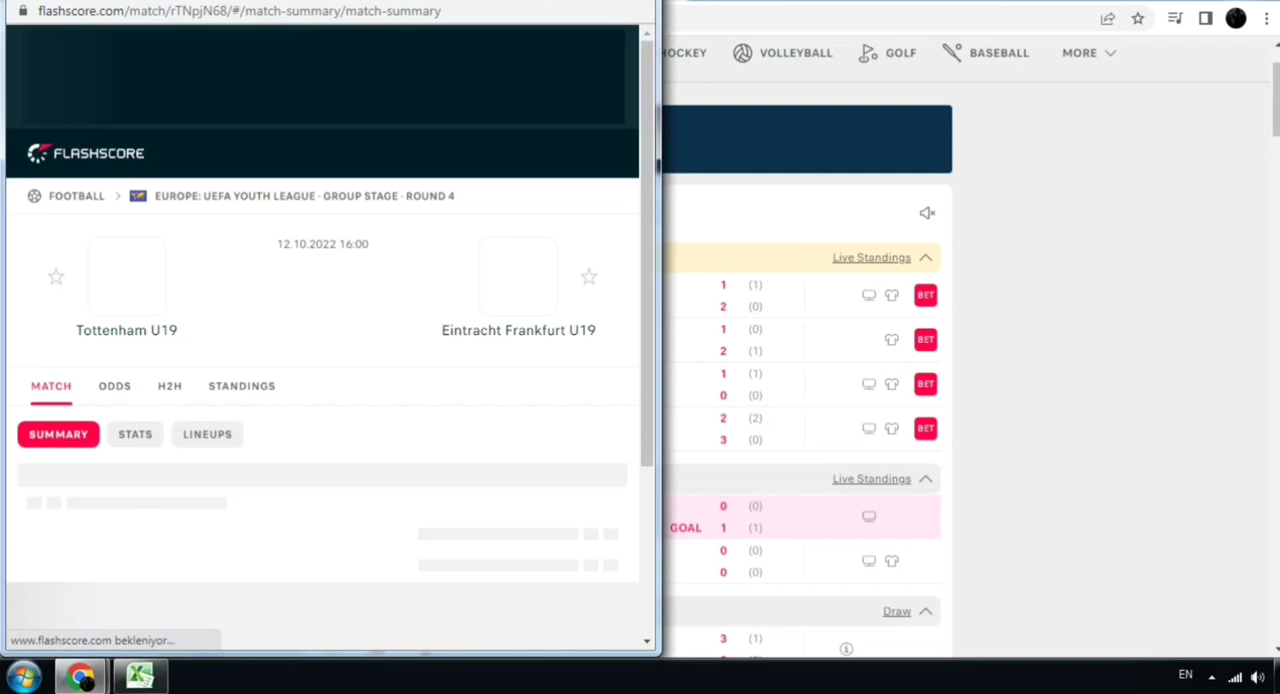 flashscore.com/match/rTNpjN68/#/match-summary/match-summary
FLASHSCORE
FOOTBALL > EUROPE: UEFA YOUTH LEAGUE - GROUP STAGE - ROUND 4
12.10.2022 16:00
Tottenham U19
Eintracht Frankfurt U19
MATCH ODDS H2H STANDINGS
SUMMARY STATS LINEUPS
www.flashscore.com bekleniyor...
HOCKEY VOLLEYBALL GOLF BASEBALL MORE
Live Standings
1 (1)
2 (0)
BET
1 (0)
2 (1)
BET
1 (1)
0 (0)
BET
2 (2)
3 (0)
BET
Live Standings
0 (0)
GOAL 1 (1)
0 (0)
0 (0)
Draw
3 (1)
EN